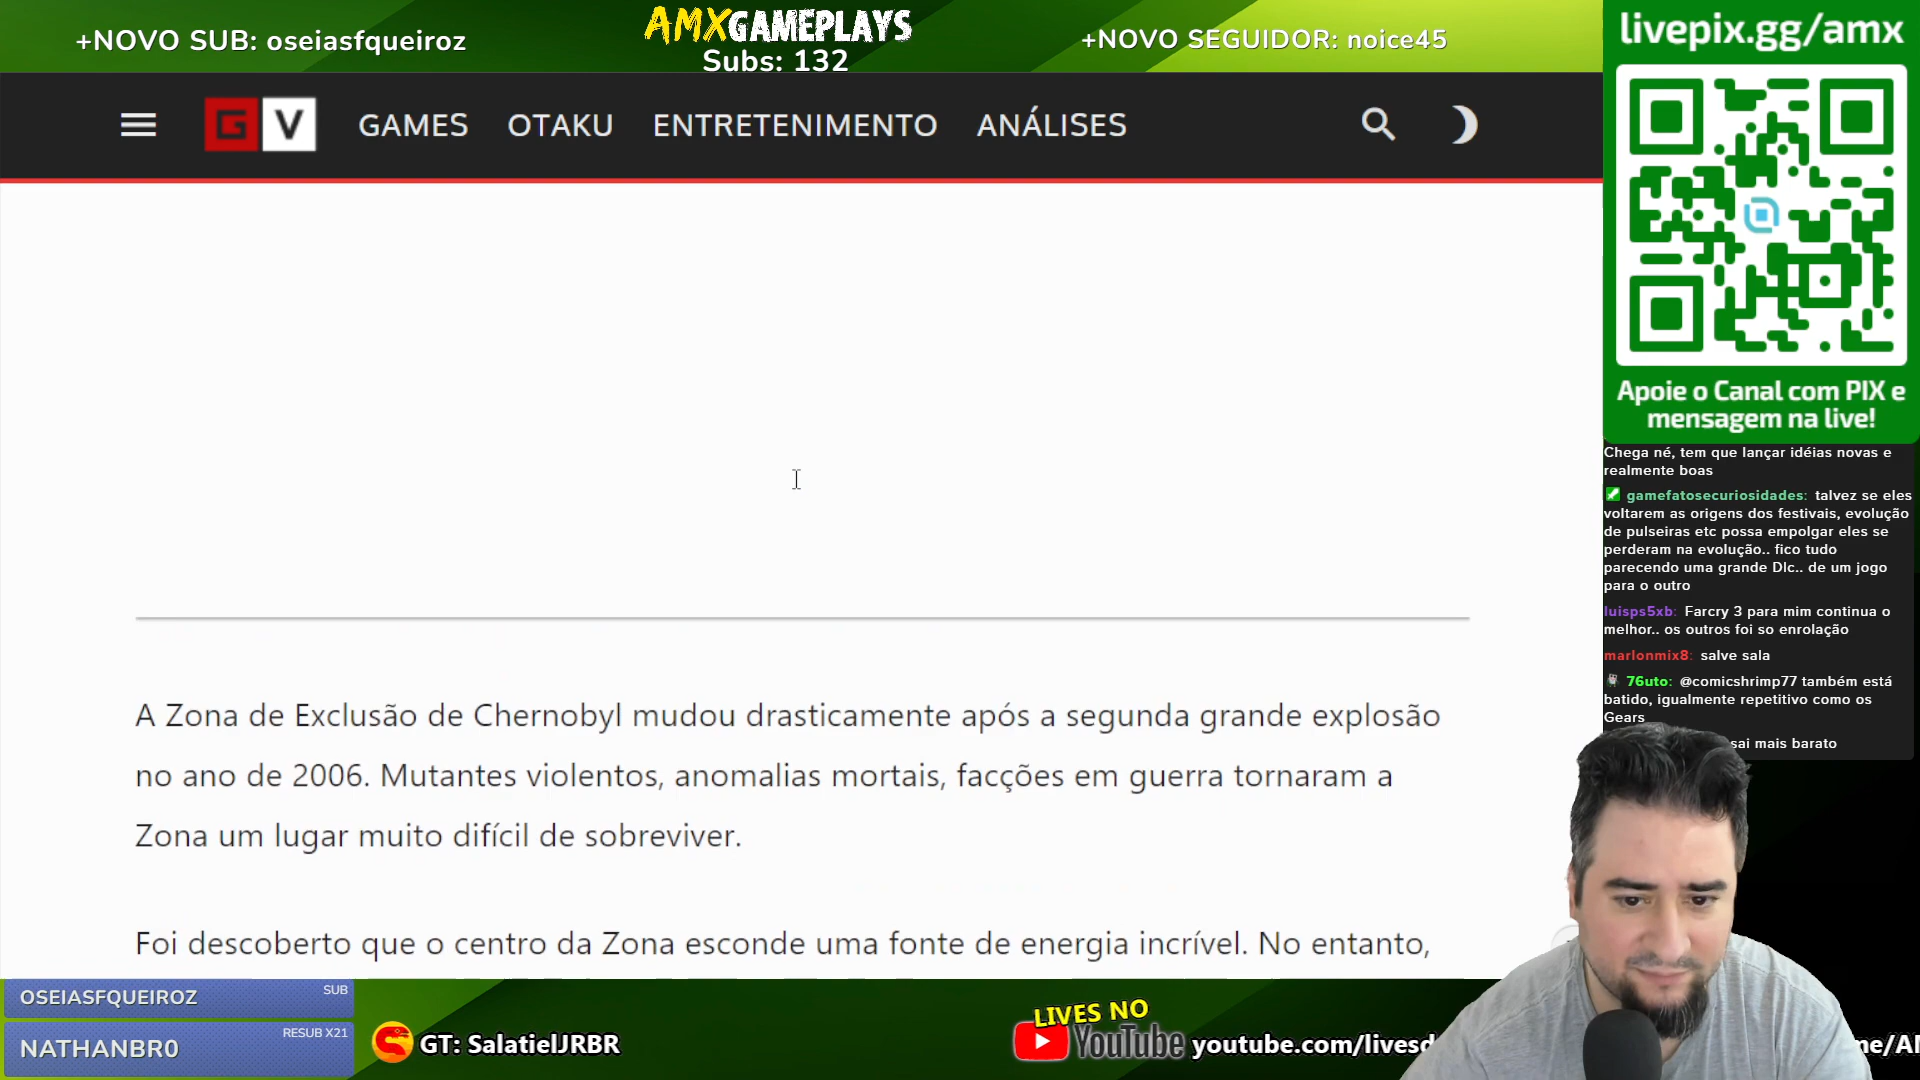 +NOVO SUB: oseiasfqueiroz
AMXGAMEPLAYS
Subs: 132
+NOVO SEGUIDOR: noice45
livepix.gg/amx
G V
GAMES
OTAKU
ENTRETENIMENTO
ANÁLISES
Apoie o Canal com PIX e
mensagem na live!
Chega né, tem que lançar idéias novas e
realmente boas
gamefatosecuriosidades: talvez se eles
voltarem as origens dos festivais, evolução
de pulseiras etc possa empolgar eles se
perderam na evolução.. fico tudo
parecendo uma grande Dlc.. de um jogo
para o outro
luisps5xb: Farcry 3 para mim continua o
melhor.. os outros foi so enrolação
marlonmix8: salve sala
76uto: @comicshrimp77 também está
batido, igualmente repetitivo como os
Gears
sai mais barato
A Zona de Exclusão de Chernobyl mudou drasticamente após a segunda grande explosão
no ano de 2006. Mutantes violentos, anomalias mortais, facções em guerra tornaram a
Zona um lugar muito difícil de sobreviver.
Foi descoberto que o centro da Zona esconde uma fonte de energia incrível. No entanto,
OSEIASFQUEIROZ
SUB
NATHANBR0
RESUB X21
GT: SalatielJRBR
LIVES NO
YouTube
youtube.com/livesd